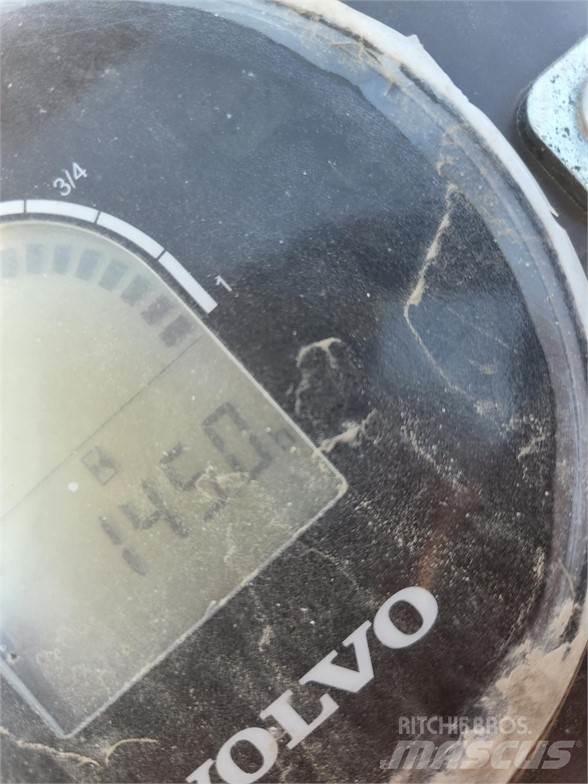 3/4
1
1450 h
VOLVO
RITCHIE BROS.
MASCUS